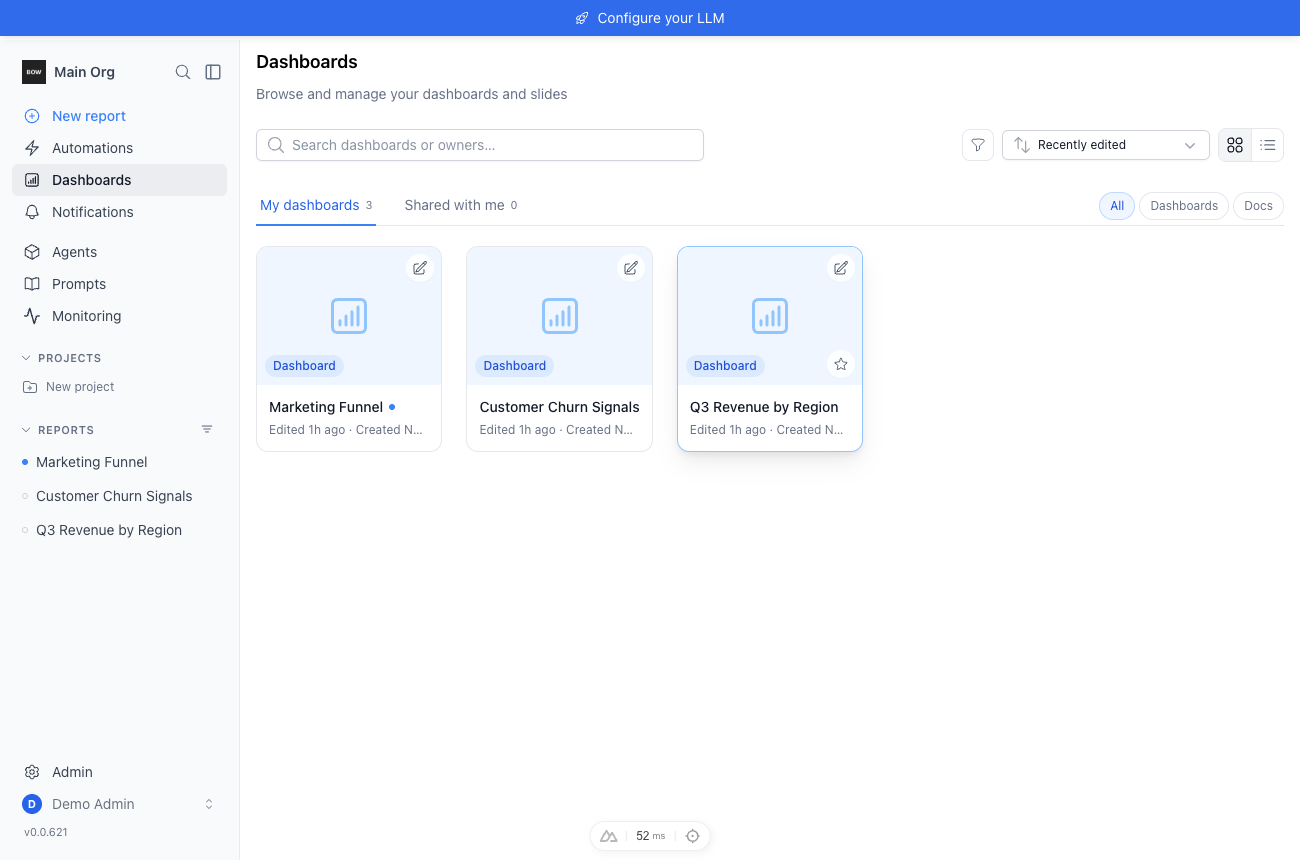 Configure your LLM
BOW
Main Org
New report
Automations
Dashboards
Notifications
Agents
Prompts
Monitoring
PROJECTS
New project
REPORTS
Marketing Funnel
Customer Churn Signals
Q3 Revenue by Region
Admin
D
Demo Admin
v0.0.621
Dashboards
Browse and manage your dashboards and slides
Search dashboards or owners...
Recently edited
My dashboards 3
Shared with me 0
All
Dashboards
Docs
Dashboard
Marketing Funnel
Edited 1h ago · Created N...
Dashboard
Customer Churn Signals
Edited 1h ago · Created N...
Dashboard
Q3 Revenue by Region
Edited 1h ago · Created N...
52 ms